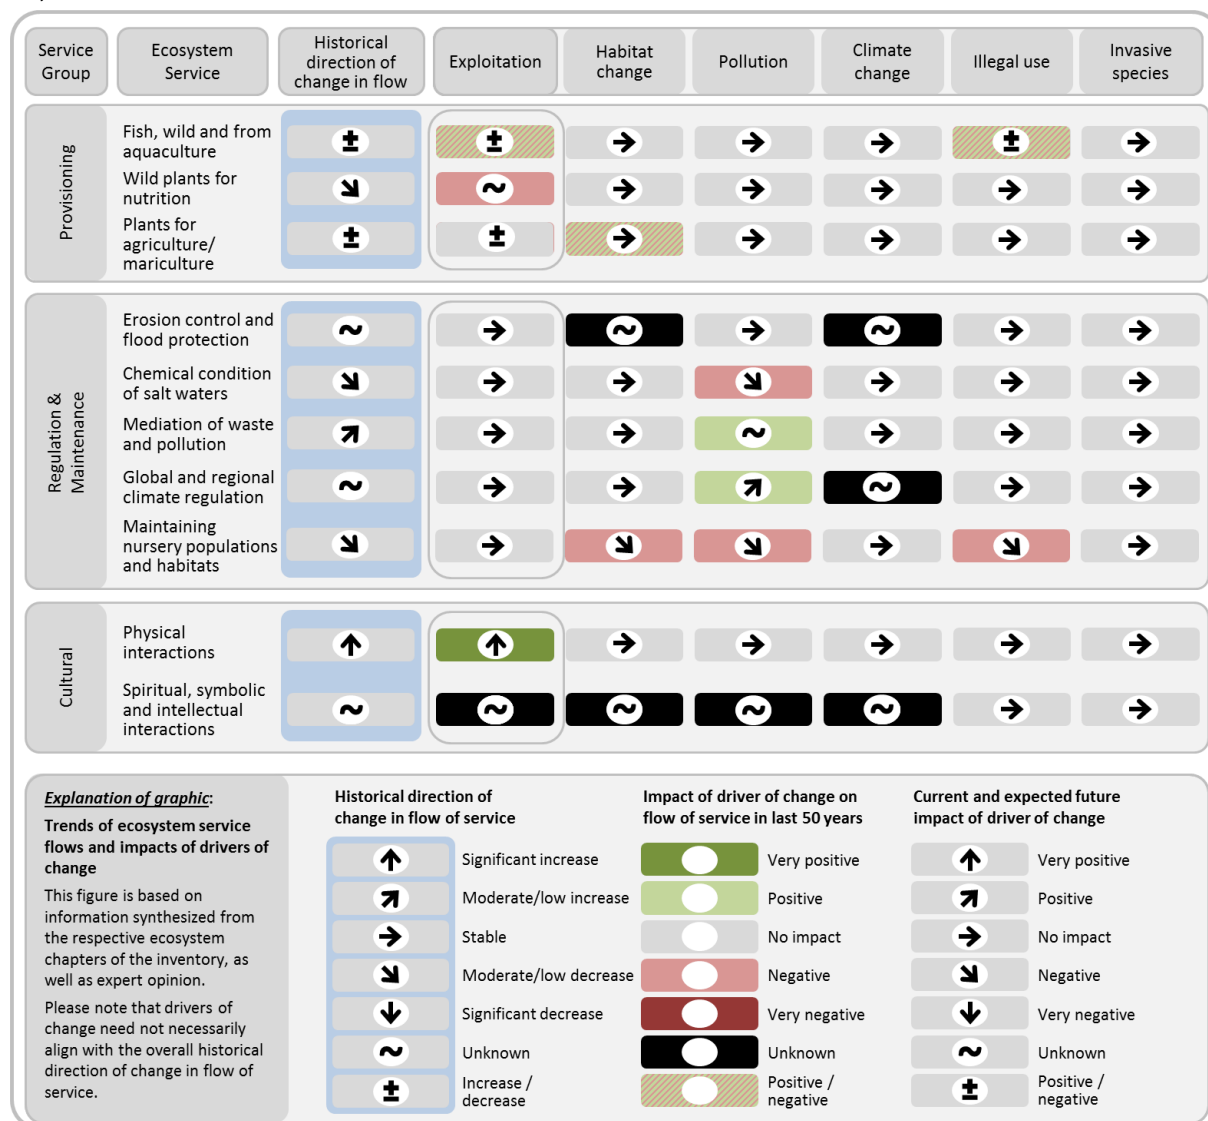 Service
Group
Ecosystem
Service
Historical
direction of
change in flow
Exploitation
Habitat
change
Pollution
Climate
change
Illegal use
Invasive
species
Provisioning
Fish, wild and from
aquaculture
±
±
±
Wild plants for
nutrition
~
Plants for
agriculture/
mariculture
±
±
Regulation &
Maintenance
Erosion control and
flood protection
~
~
~
Chemical condition
of salt waters
Mediation of waste
and pollution
~
Global and regional
climate regulation
~
~
Maintaining
nursery populations
and habitats
Cultural
Physical
interactions
Spiritual, symbolic
and intellectual
interactions
~
~
~
~
~
Explanation of graphic:
Trends of ecosystem service
flows and impacts of drivers of
change
This figure is based on
information synthesized from
the respective ecosystem
chapters of the inventory, as
well as expert opinion.
Please note that drivers of
change need not necessarily
align with the overall historical
direction of change in flow of
service.
Historical direction of
change in flow of service
Significant increase
Moderate/low increase
Stable
Moderate/low decrease
Significant decrease
~ Unknown
± Increase /
decrease
Impact of driver of change on
flow of service in last 50 years
Very positive
Positive
No impact
Negative
Very negative
Unknown
Positive /
negative
Current and expected future
impact of driver of change
Very positive
Positive
No impact
Negative
Very negative
~ Unknown
± Positive /
negative